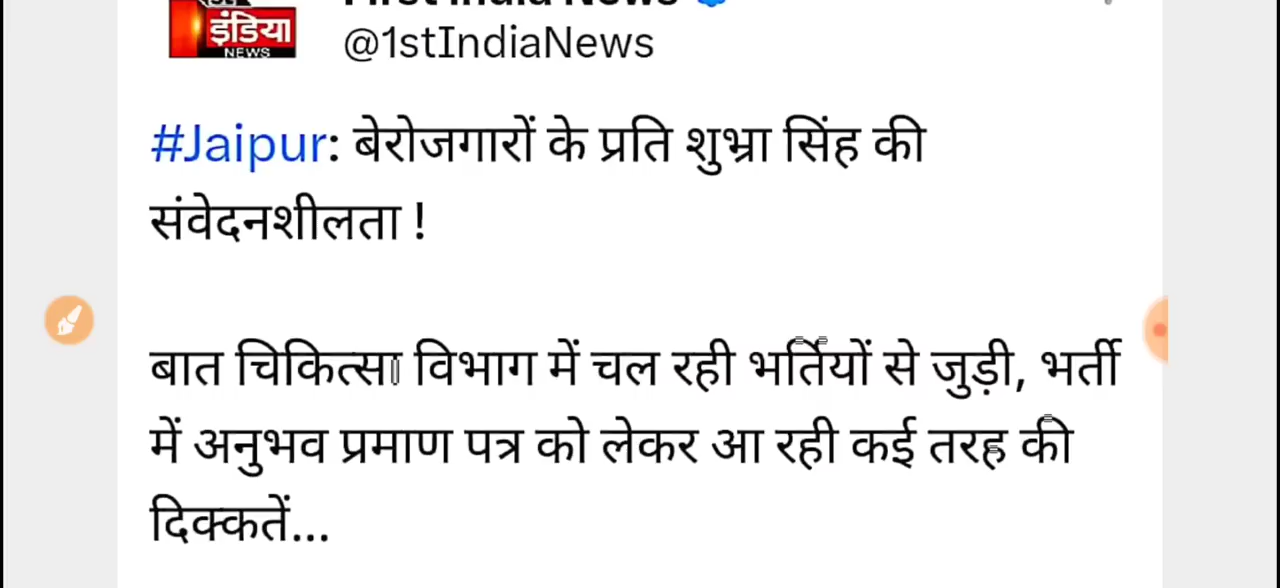 इंडिया
NEWS
@1stIndiaNews
#Jaipur: बेरोजगारों के प्रति शुभ्रा सिंह की
संवेदनशीलता !
बात चिकित्सा विभाग में चल रही भर्तियों से जुड़ी, भर्ती
में अनुभव प्रमाण पत्र को लेकर आ रही कई तरह की
दिक्कतें...